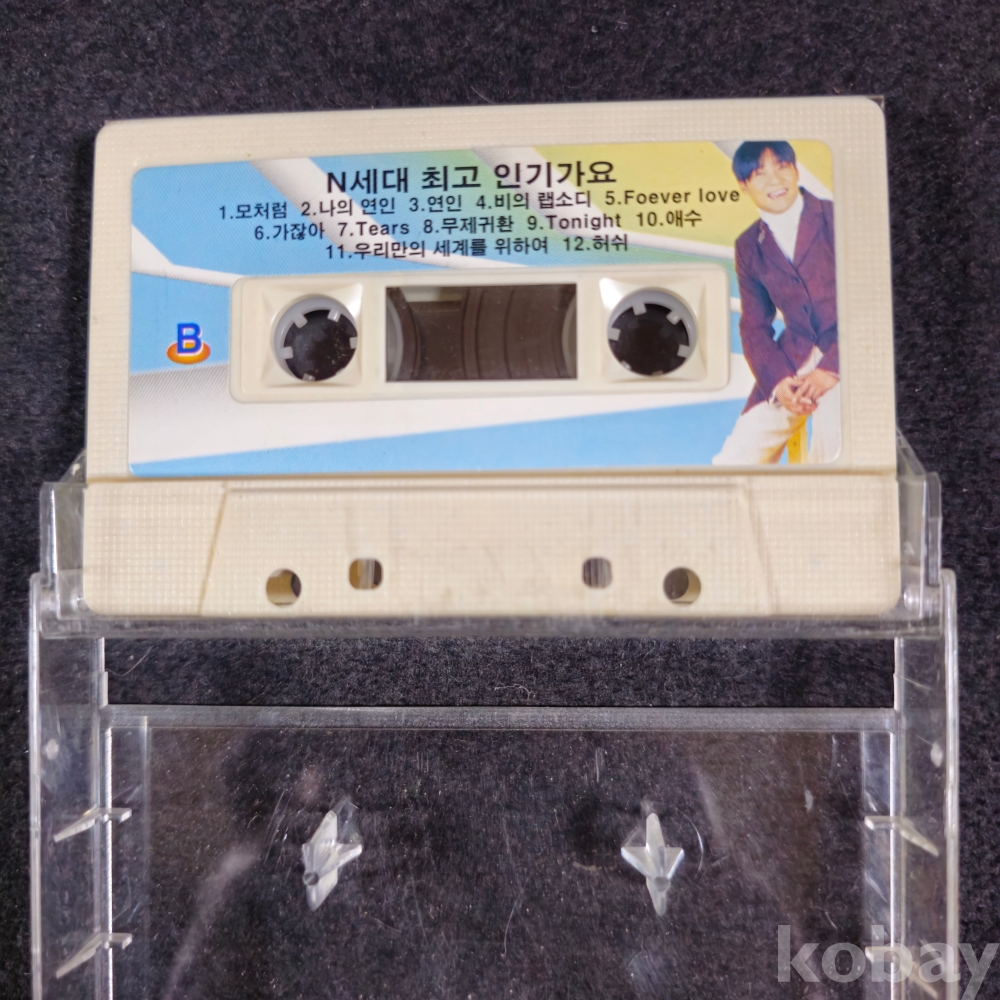 N세대 최고 인기가요
1.모처럼 2.나의 연인 3.연인 4.비의 랩소디 5.Foever love
6.가잖아 7.Tears 8.무제귀환 9.Tonight 10.애수
11.우리만의 세계를 위하여 12.허쉬
B
kobay